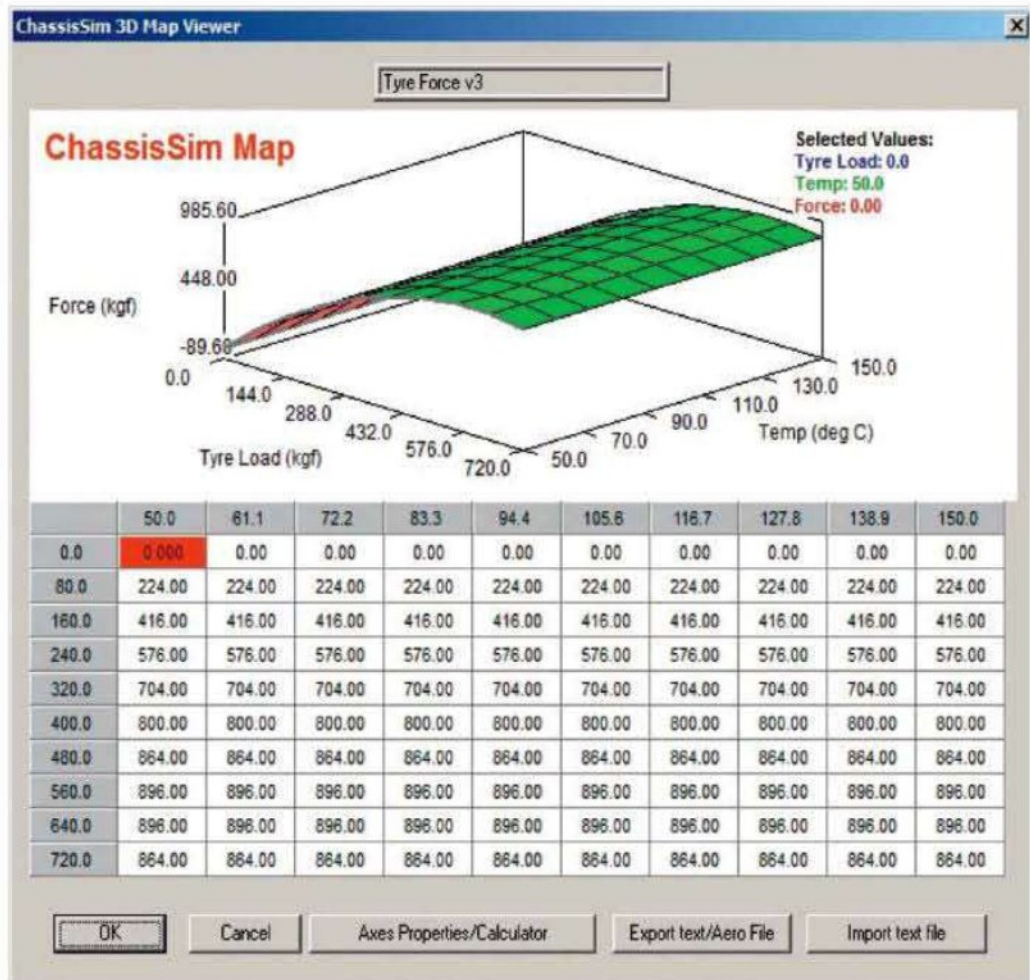 ChassisSim 3D Map Viewer
Tyre Force v3
ChassisSim Map
Selected Values:
Tyre Load: 0.0
Temp: 50.0
Force: 0.00
985.60
448.00
Force (kgf)
-89.60
0.0
144.0
288.0
432.0
576.0
720.0
Tyre Load (kgf)
50.0
70.0
90.0
110.0
130.0
150.0
Temp (deg C)
50.0 61.1 72.2 83.3 94.4 105.6 116.7 127.8 138.9 150.0
0.0 0.000 0.00 0.00 0.00 0.00 0.00 0.00 0.00 0.00 0.00
80.0 224.00 224.00 224.00 224.00 224.00 224.00 224.00 224.00 224.00 224.00
160.0 416.00 416.00 416.00 416.00 416.00 416.00 416.00 416.00 416.00 416.00
240.0 576.00 576.00 576.00 576.00 576.00 576.00 576.00 576.00 576.00 576.00
320.0 704.00 704.00 704.00 704.00 704.00 704.00 704.00 704.00 704.00 704.00
400.0 800.00 800.00 800.00 800.00 800.00 800.00 800.00 800.00 800.00 800.00
480.0 864.00 864.00 864.00 864.00 864.00 864.00 864.00 864.00 864.00 864.00
560.0 896.00 896.00 896.00 896.00 896.00 896.00 896.00 896.00 896.00 896.00
640.0 896.00 896.00 896.00 896.00 896.00 896.00 896.00 896.00 896.00 896.00
720.0 864.00 864.00 864.00 864.00 864.00 864.00 864.00 864.00 864.00 864.00
OK Cancel Axes Properties/Calculator Export text/Aero File Import text file